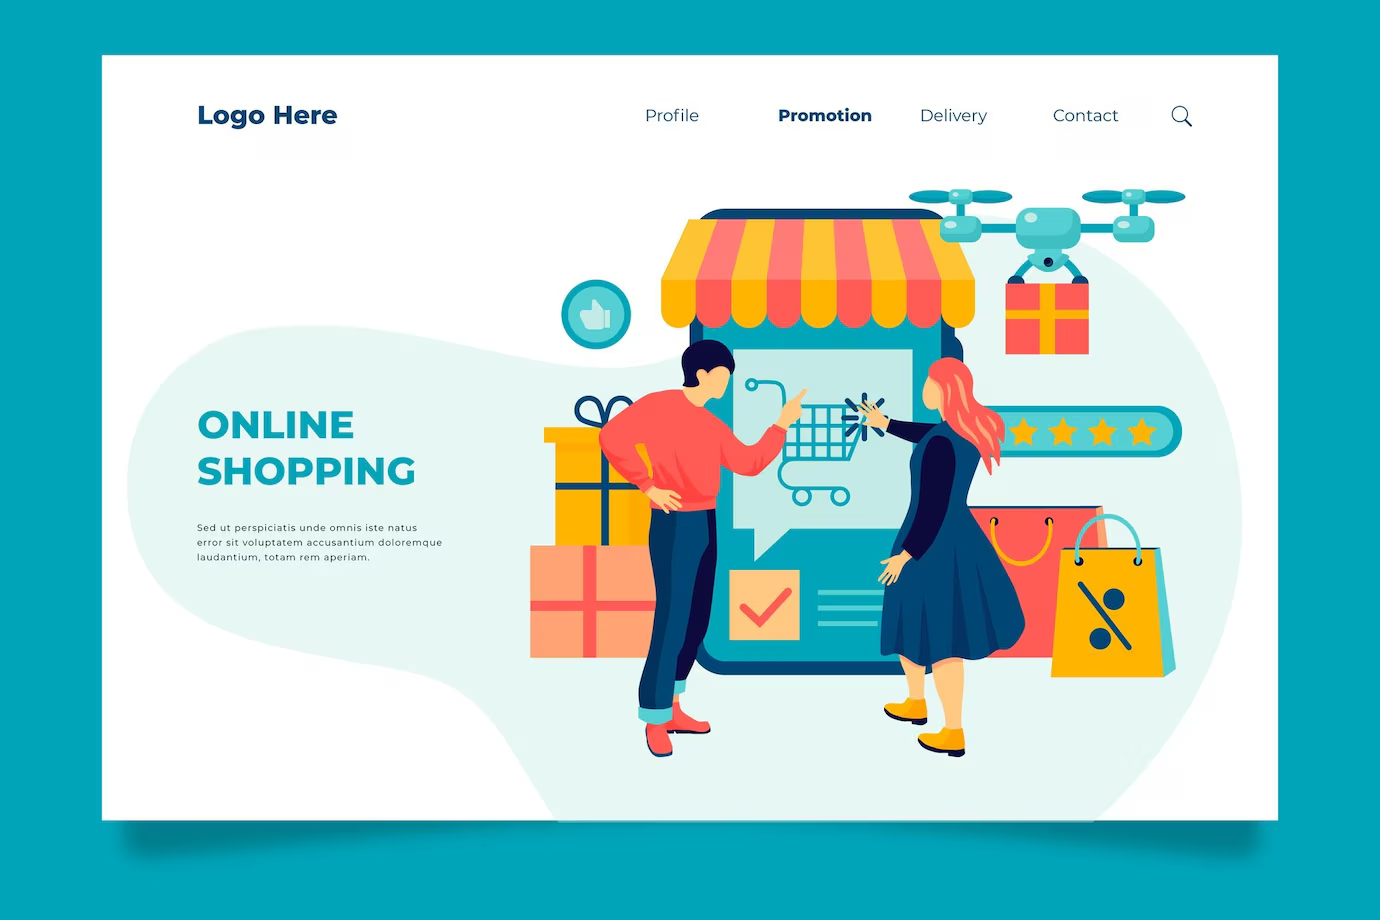 Logo Here
Profile
Promotion
Delivery
Contact
ONLINE
SHOPPING
Sed ut perspiciatis unde omnis iste natus
error sit voluptatem accusantium doloremque
laudantium, totam rem aperiam.
%